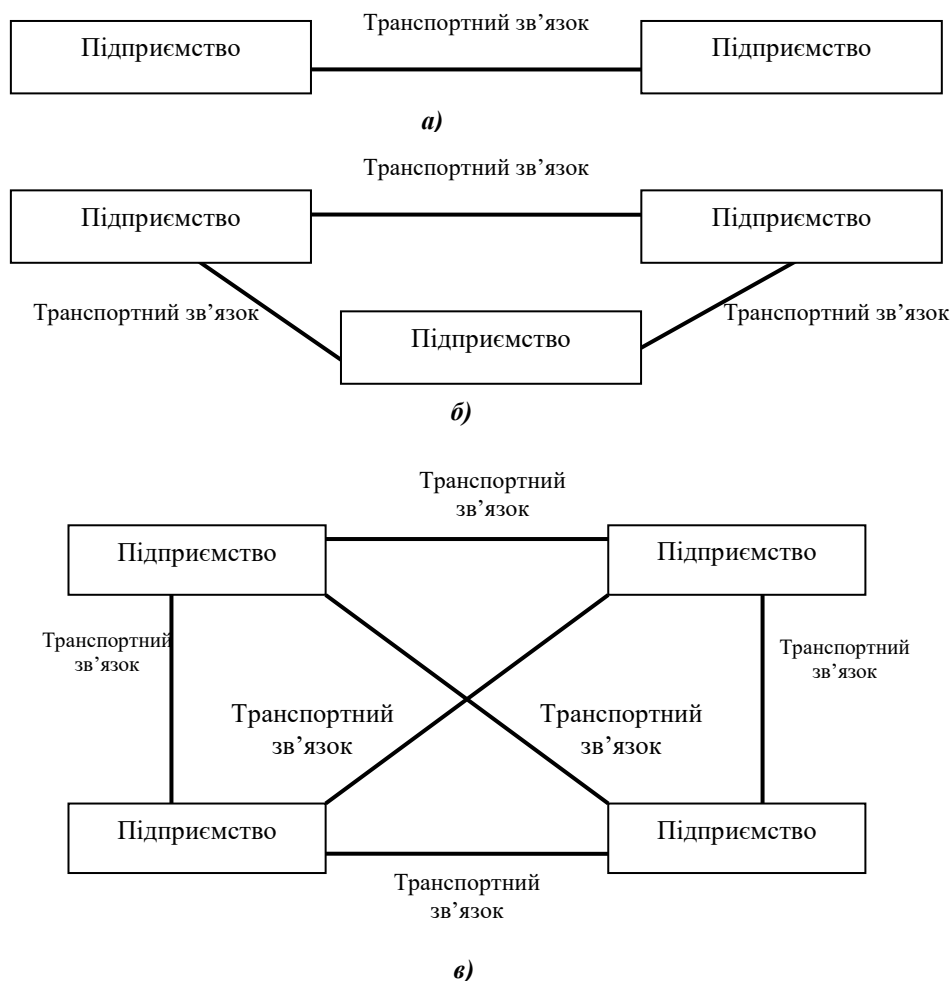 Транспортний зв’язок
Підприємство
Підприємство
а)
Транспортний зв’язок
Підприємство
Підприємство
Транспортний зв’язок
Транспортний зв’язок
Підприємство
б)
Транспортний
зв’язок
Підприємство
Підприємство
Транспортний
зв’язок
Транспортний
зв’язок
Транспортний
зв’язок
Транспортний
зв’язок
Підприємство
Підприємство
Транспортний
зв’язок
в)